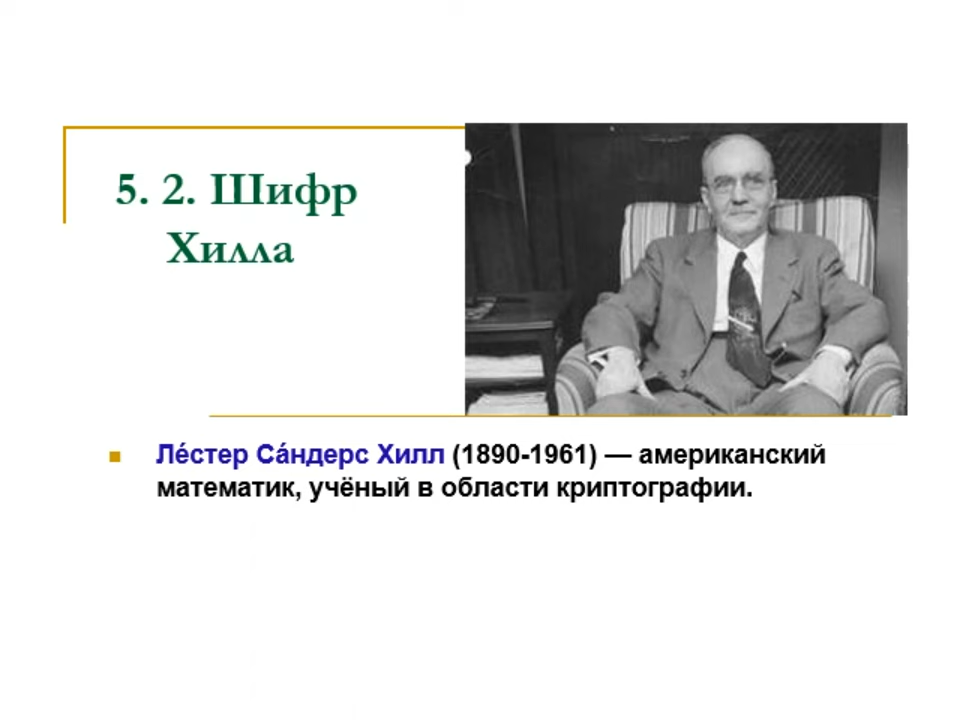 5. 2. Шифр
Хилла
Ле́стер Са́ндерс Хилл (1890-1961) — американский
математик, учёный в области криптографии.